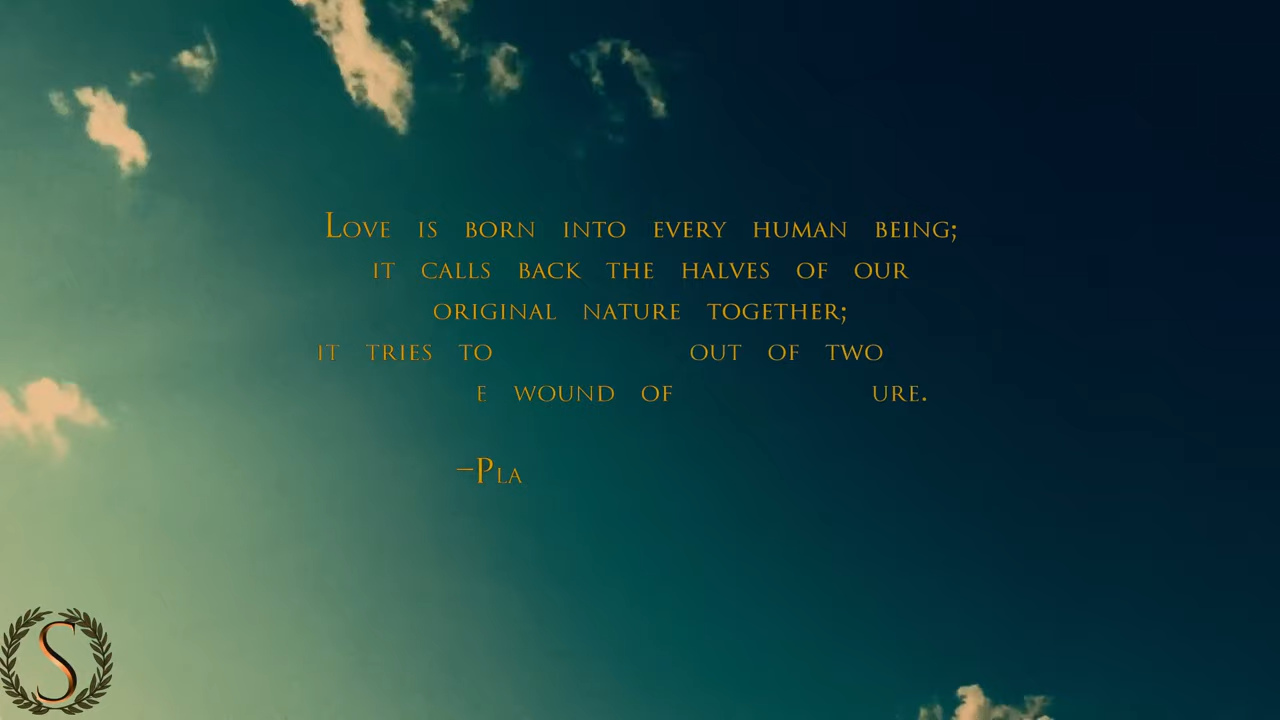 Love is born into every human being;
it calls back the halves of our
original nature together;
it tries to out of two
e wound of ure.
–Pla
S